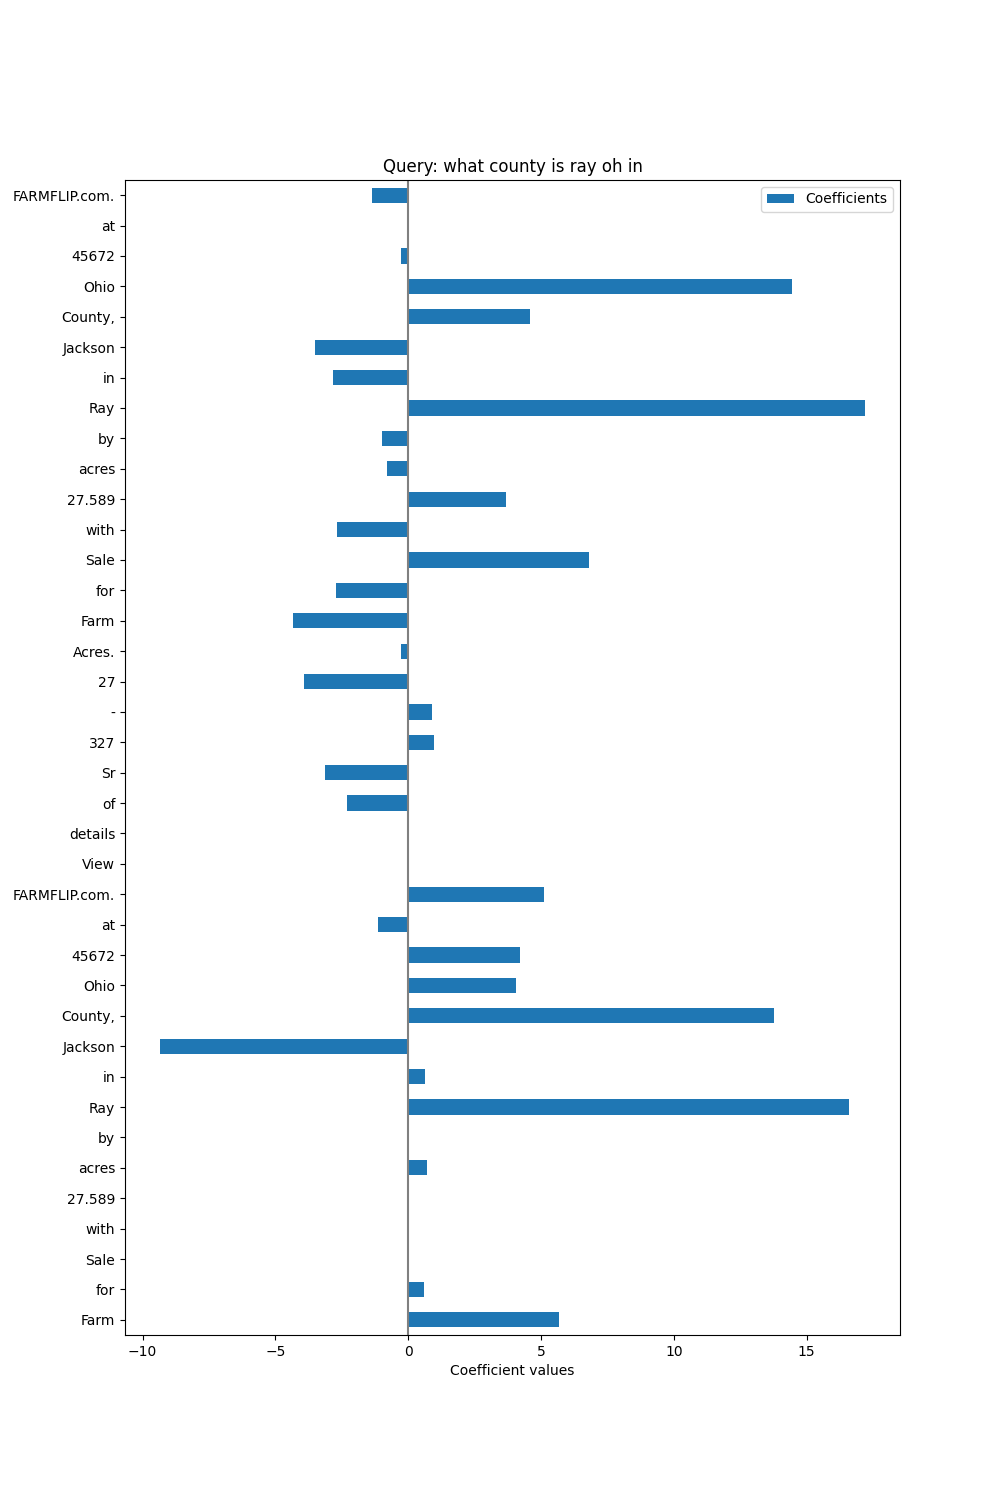 Query: what county is ray oh in
Coefficients
FARMFLIP.com.
at
45672
Ohio
County,
Jackson
in
Ray
by
acres
27.589
with
Sale
for
Farm
Acres.
27
-
327
Sr
of
details
View
FARMFLIP.com.
at
45672
Ohio
County,
Jackson
in
Ray
by
acres
27.589
with
Sale
for
Farm
−10 −5 0 5 10 15
Coefficient values